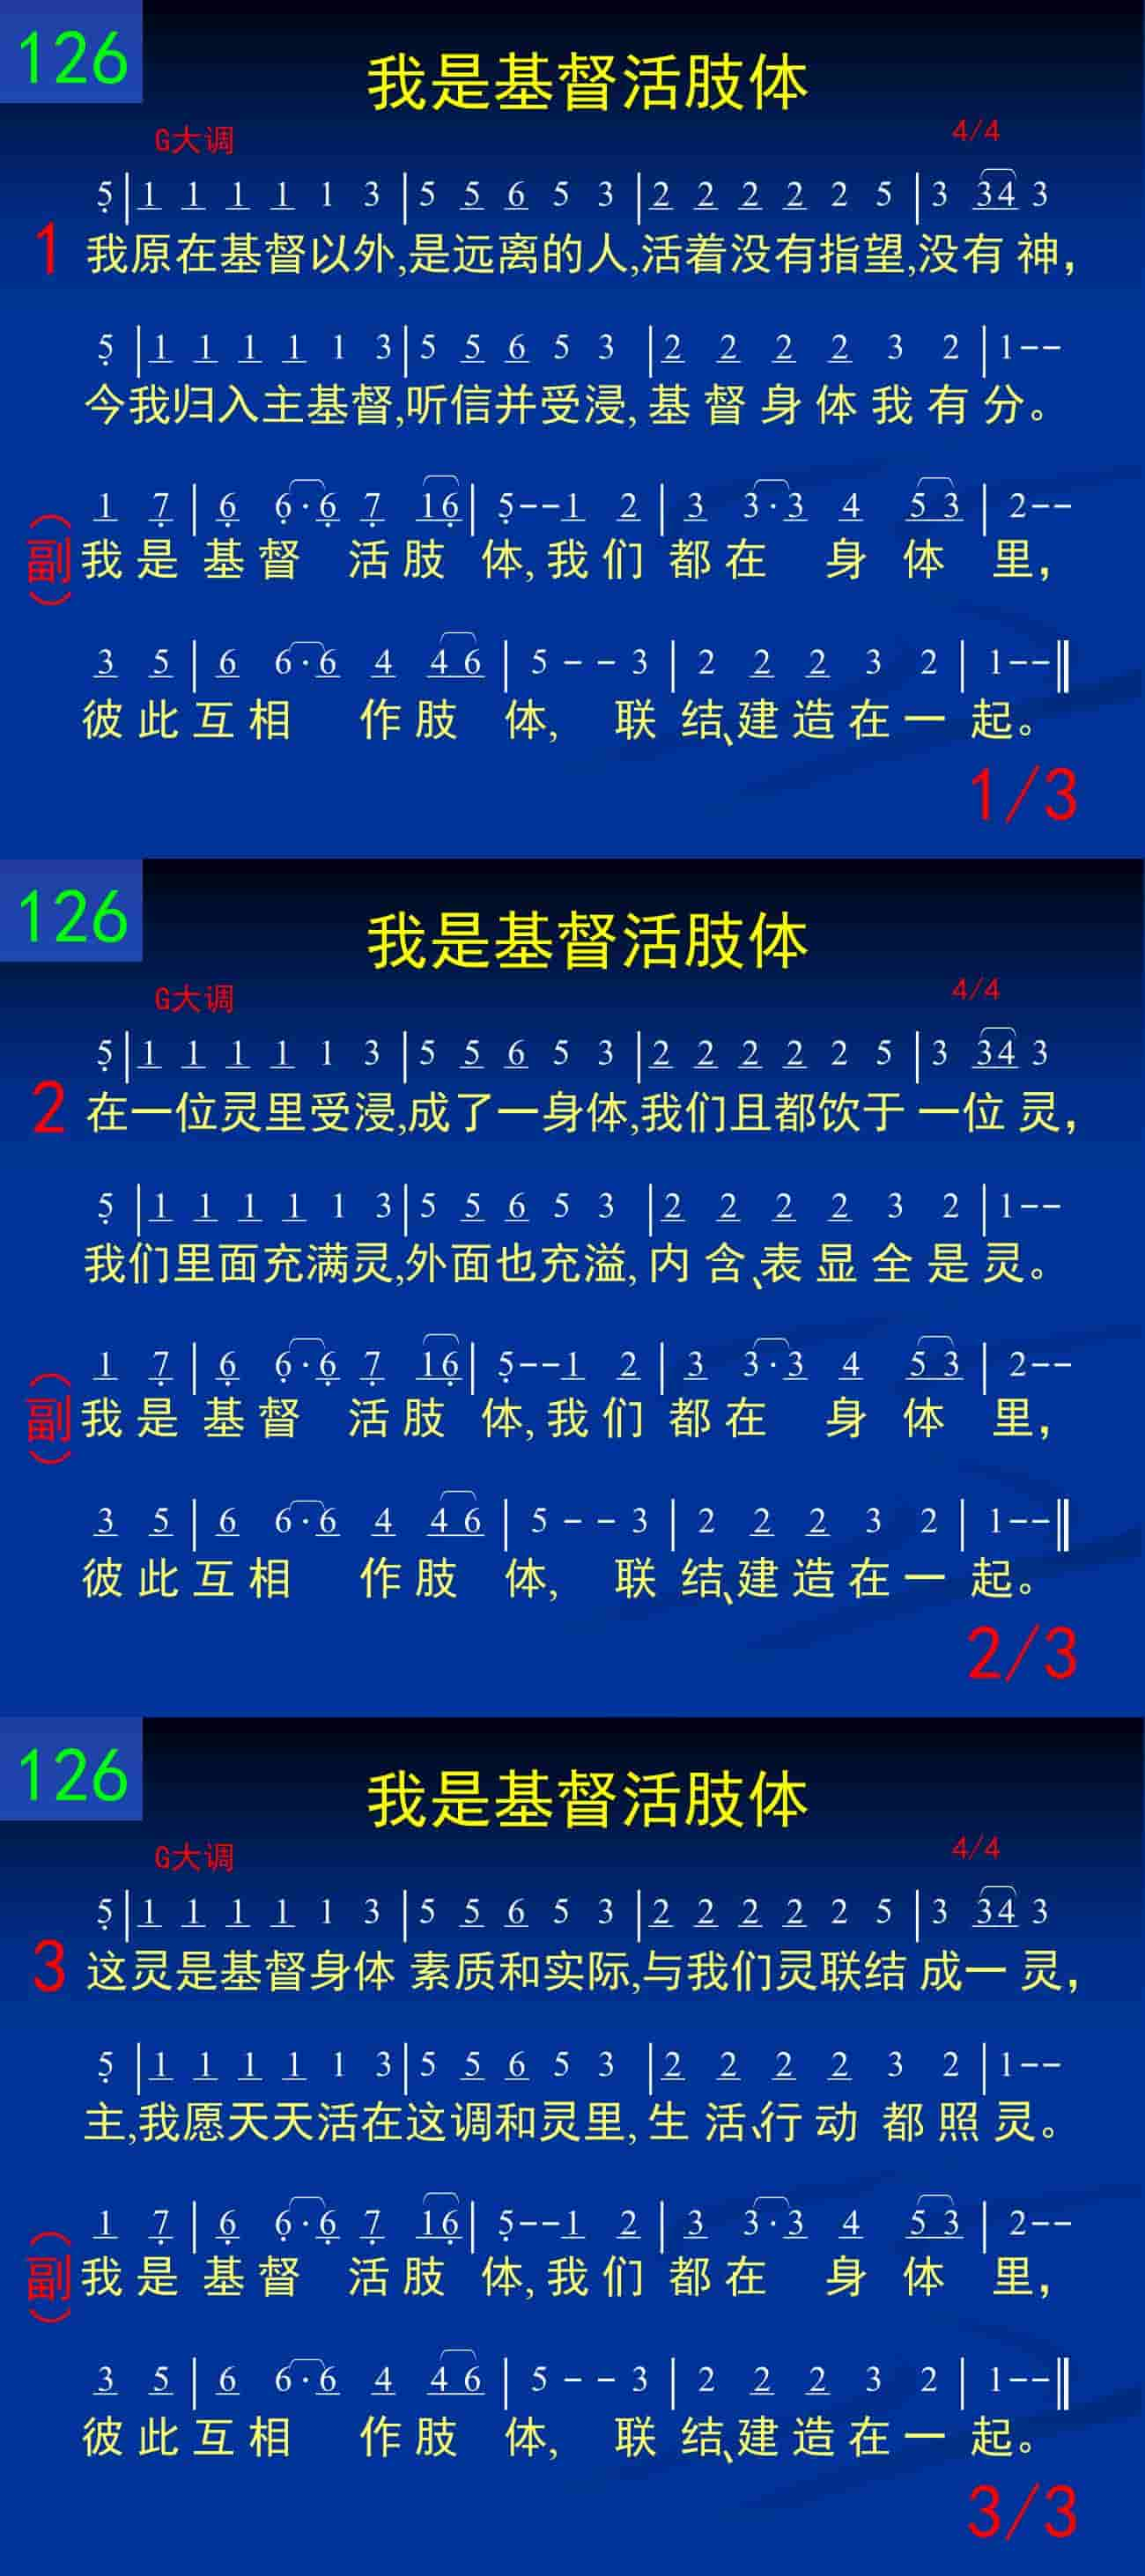 126
我是基督活肢体
G大调 4/4
5̣|1 1 1 1 1 3|5 5 6 5 3|2 2 2 2 2 5|3 34 3
1 我原在基督以外,是远离的人,活着没有指望,没有 神，
5̣|1 1 1 1 1 3|5 5 6 5 3|2 2 2 2 3 2|1--
今我归入主基督,听信并受浸,基督身体我有分。
1 7̣|6̣ 6̣·6̣ 7̣ 16̣|5̣--1 2|3 3·3 4 5 3|2--
(副)我是基督 活肢 体,我们都在 身 体 里，
3 5|6 6·6 4 4 6|5 - - 3|2 2 2 3 2|1--‖
彼此互相 作肢 体, 联结、建造在一 起。
1/3
126
我是基督活肢体
G大调 4/4
5̣|1 1 1 1 1 3|5 5 6 5 3|2 2 2 2 2 5|3 34 3
2 在一位灵里受浸,成了一身体,我们且都饮于一位灵，
5̣|1 1 1 1 1 3|5 5 6 5 3|2 2 2 2 3 2|1--
我们里面充满灵,外面也充溢,内含、表显全是灵。
1 7̣|6̣ 6̣·6̣ 7̣ 16̣|5̣--1 2|3 3·3 4 5 3|2--
(副)我是基督 活肢 体,我们都在 身 体 里，
3 5|6 6·6 4 4 6|5 - - 3|2 2 2 3 2|1--‖
彼此互相 作肢 体, 联结、建造在一 起。
2/3
126
我是基督活肢体
G大调 4/4
5̣|1 1 1 1 1 3|5 5 6 5 3|2 2 2 2 2 5|3 34 3
3 这灵是基督身体 素质和实际,与我们灵联结 成一 灵，
5̣|1 1 1 1 1 3|5 5 6 5 3|2 2 2 2 3 2|1--
主,我愿天天活在这调和灵里,生活、行动 都照灵。
1 7̣|6̣ 6̣·6̣ 7̣ 16̣|5̣--1 2|3 3·3 4 5 3|2--
(副)我是基督 活肢 体,我们都在 身 体 里，
3 5|6 6·6 4 4 6|5 - - 3|2 2 2 3 2|1--‖
彼此互相 作肢 体, 联结、建造在一 起。
3/3